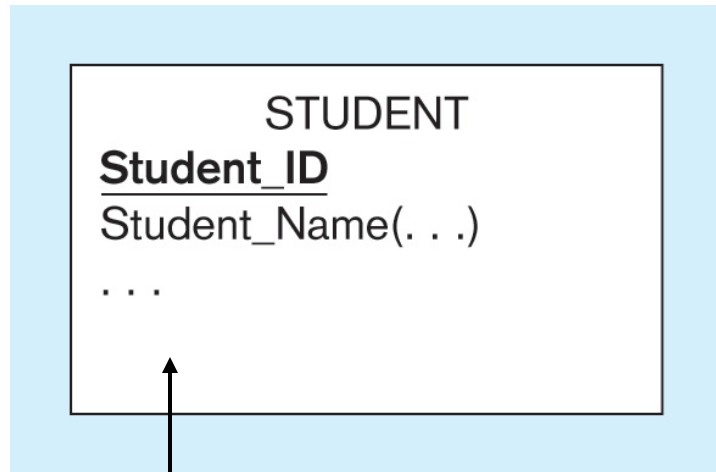 STUDENT
Student_ID
Student_Name(. . .)
. . .